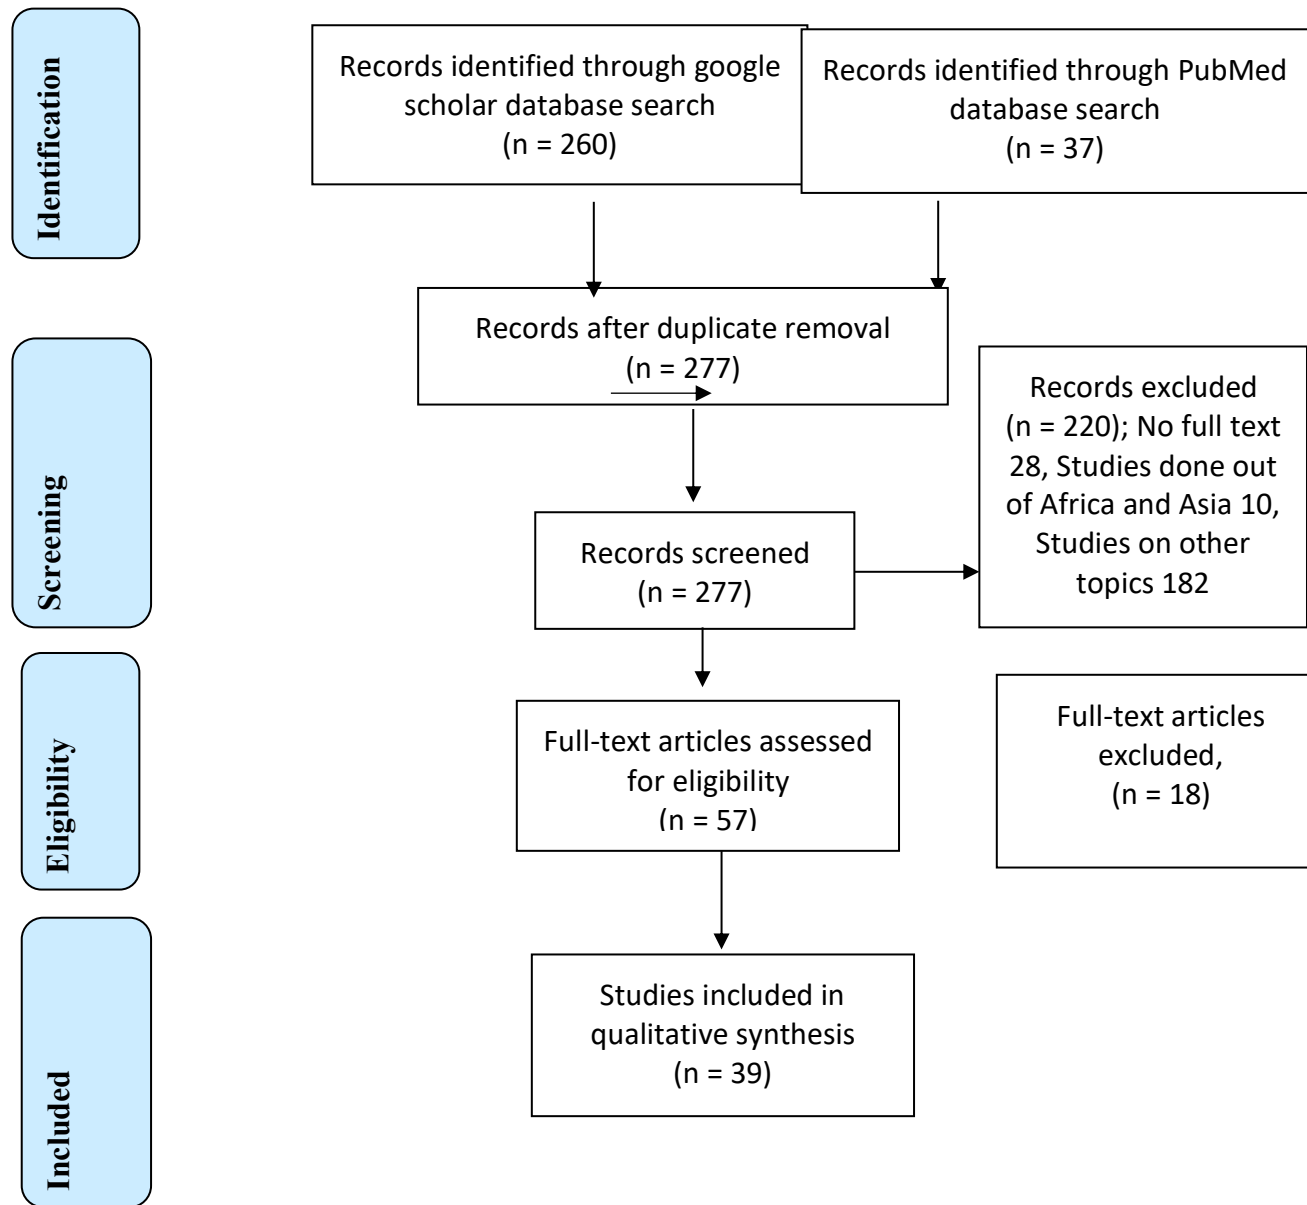 Identification
Records identified through google
scholar database search
(n = 260)
Records identified through PubMed
database search
(n = 37)
Records after duplicate removal
(n = 277)
Screening
Records excluded
(n = 220); No full text
28, Studies done out
of Africa and Asia 10,
Studies on other
topics 182
Records screened
(n = 277)
Eligibility
Full-text articles assessed
for eligibility
(n = 57)
Full-text articles
excluded,
(n = 18)
Included
Studies included in
qualitative synthesis
(n = 39)